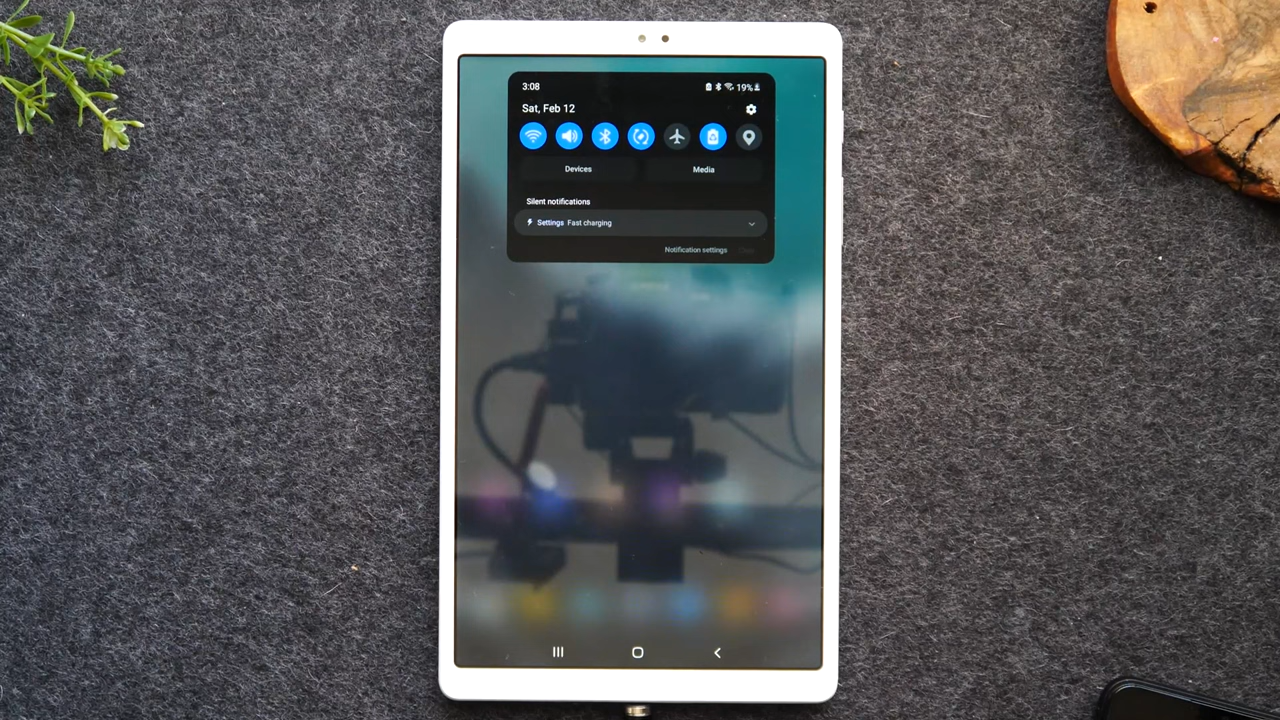 3:08
19%
Sat, Feb 12
Devices
Media
Silent notifications
Settings Fast charging
Notification settings